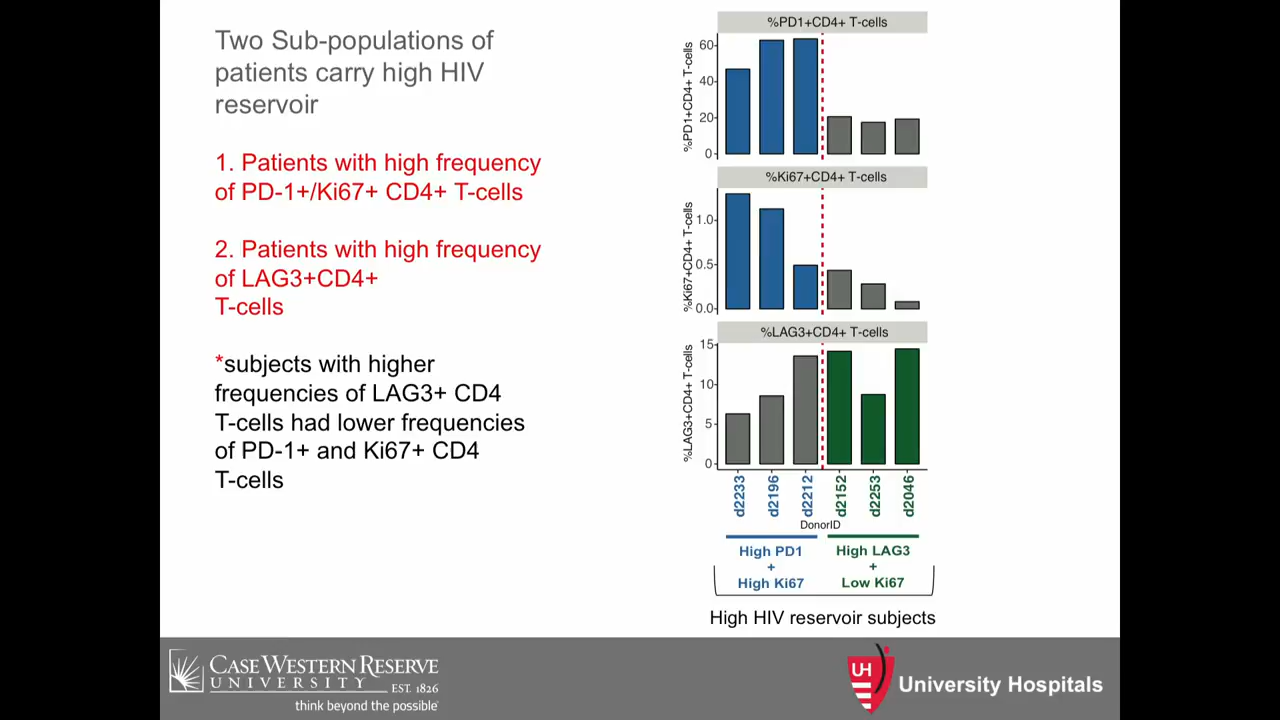 Two Sub-populations of
patients carry high HIV
reservoir
1. Patients with high frequency
of PD-1+/Ki67+ CD4+ T-cells
2. Patients with high frequency
of LAG3+CD4+
T-cells
*subjects with higher
frequencies of LAG3+ CD4
T-cells had lower frequencies
of PD-1+ and Ki67+ CD4
T-cells
%PD1+CD4+ T-cells
%PD1+CD4+ T-cells
60
40
20
0
%Ki67+CD4+ T-cells
%Ki67+CD4+ T-cells
1.0
0.5
0.0
%LAG3+CD4+ T-cells
%LAG3+CD4+ T-cells
15
10
5
0
d2233 d2196 d2212 d2152 d2253 d2046
DonorID
High PD1
+
High Ki67
High LAG3
+
Low Ki67
High HIV reservoir subjects
CASE WESTERN RESERVE
UNIVERSITY EST. 1826
think beyond the possible®
UH
University Hospitals